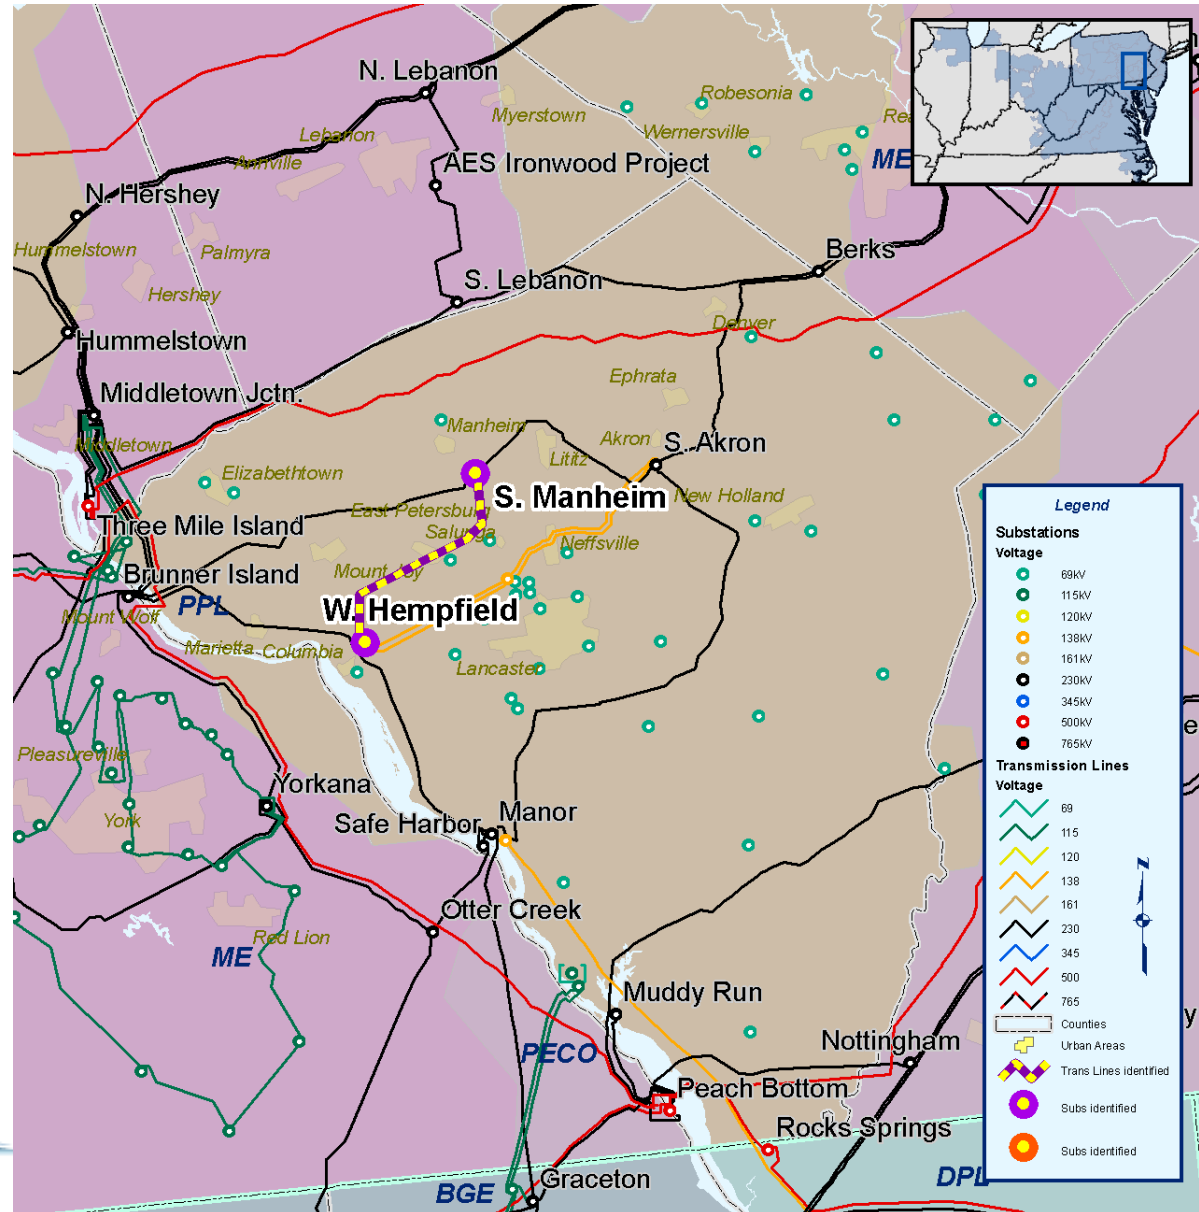 N. Lebanon
Robesonia
Myerstown
Wernersville
Lebanon
Annville
AES Ironwood Project
ME
N. Hershey
Hummelstown
Palmyra
Berks
Hershey
S. Lebanon
Denver
Hummelstown
Ephrata
Middletown Jctn.
Manheim
Akron
S. Akron
Middletown
Lititz
Elizabethtown
S. Manheim
New Holland
East Petersburg
Three Mile Island
Salunga
Neffsville
Mount Joy
Brunner Island
PPL
W. Hempfield
Mount Wolf
Marietta
Columbia
Lancaster
Pleasureville
Yorkana
York
Safe Harbor
Manor
Otter Creek
Red Lion
ME
Muddy Run
PECO
Nottingham
Peach Bottom
Rocks Springs
BGE
Graceton
DPL
Legend
Substations
Voltage
69kV
115kV
120kV
138kV
161kV
230kV
345kV
500kV
765kV
Transmission Lines
Voltage
69
115
120
138
161
230
345
500
765
Z
Counties
Urban Areas
Trans Lines identified
Subs identified
Subs identified